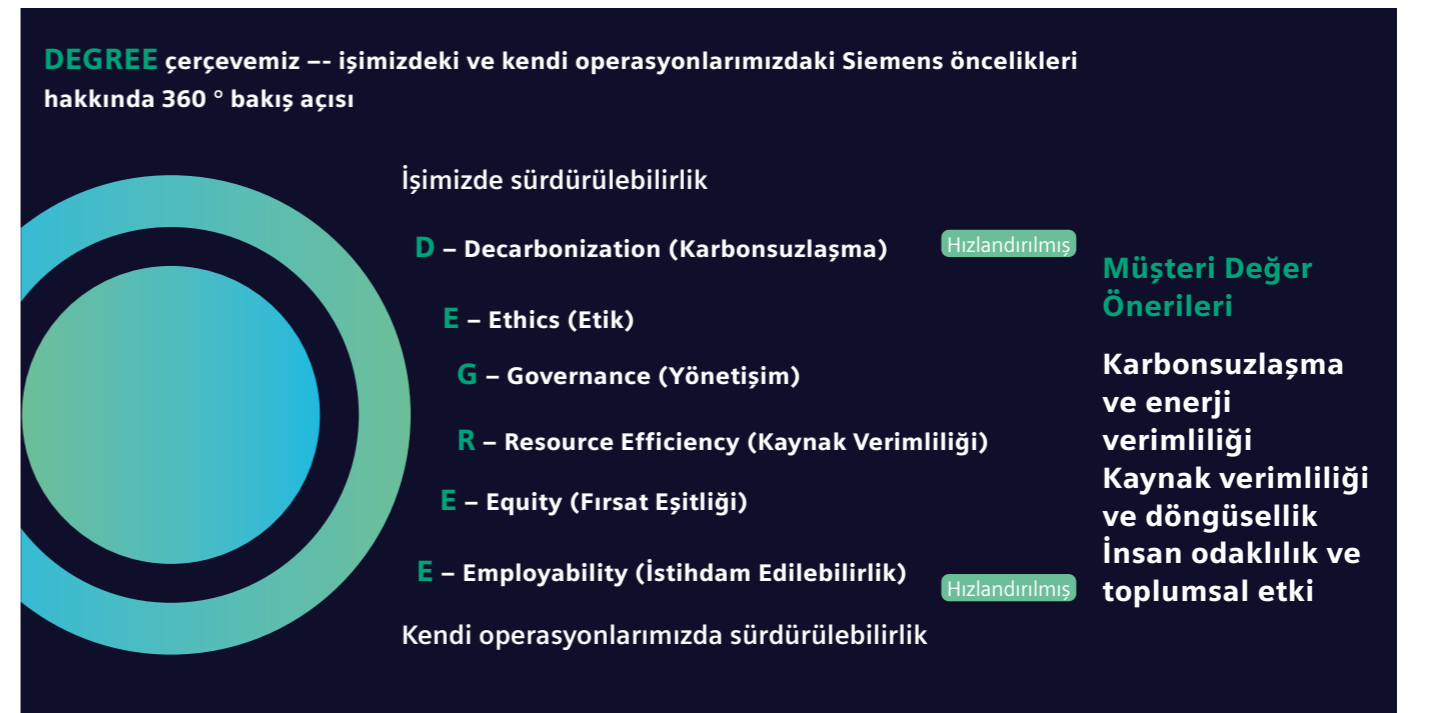 DEGREE çerçevemiz –- işimizdeki ve kendi operasyonlarımızdaki Siemens öncelikleri
hakkında 360 ° bakış açısı
İşimizde sürdürülebilirlik
D – Decarbonization (Karbonsuzlaşma)
Hızlandırılmış
E – Ethics (Etik)
G – Governance (Yönetişim)
R – Resource Efficiency (Kaynak Verimliliği)
E – Equity (Fırsat Eşitliği)
E – Employability (İstihdam Edilebilirlik)
Hızlandırılmış
Kendi operasyonlarımızda sürdürülebilirlik
Müşteri Değer
Önerileri
Karbonsuzlaşma
ve enerji
verimliliği
Kaynak verimliliği
ve döngüsellik
İnsan odaklılık ve
toplumsal etki